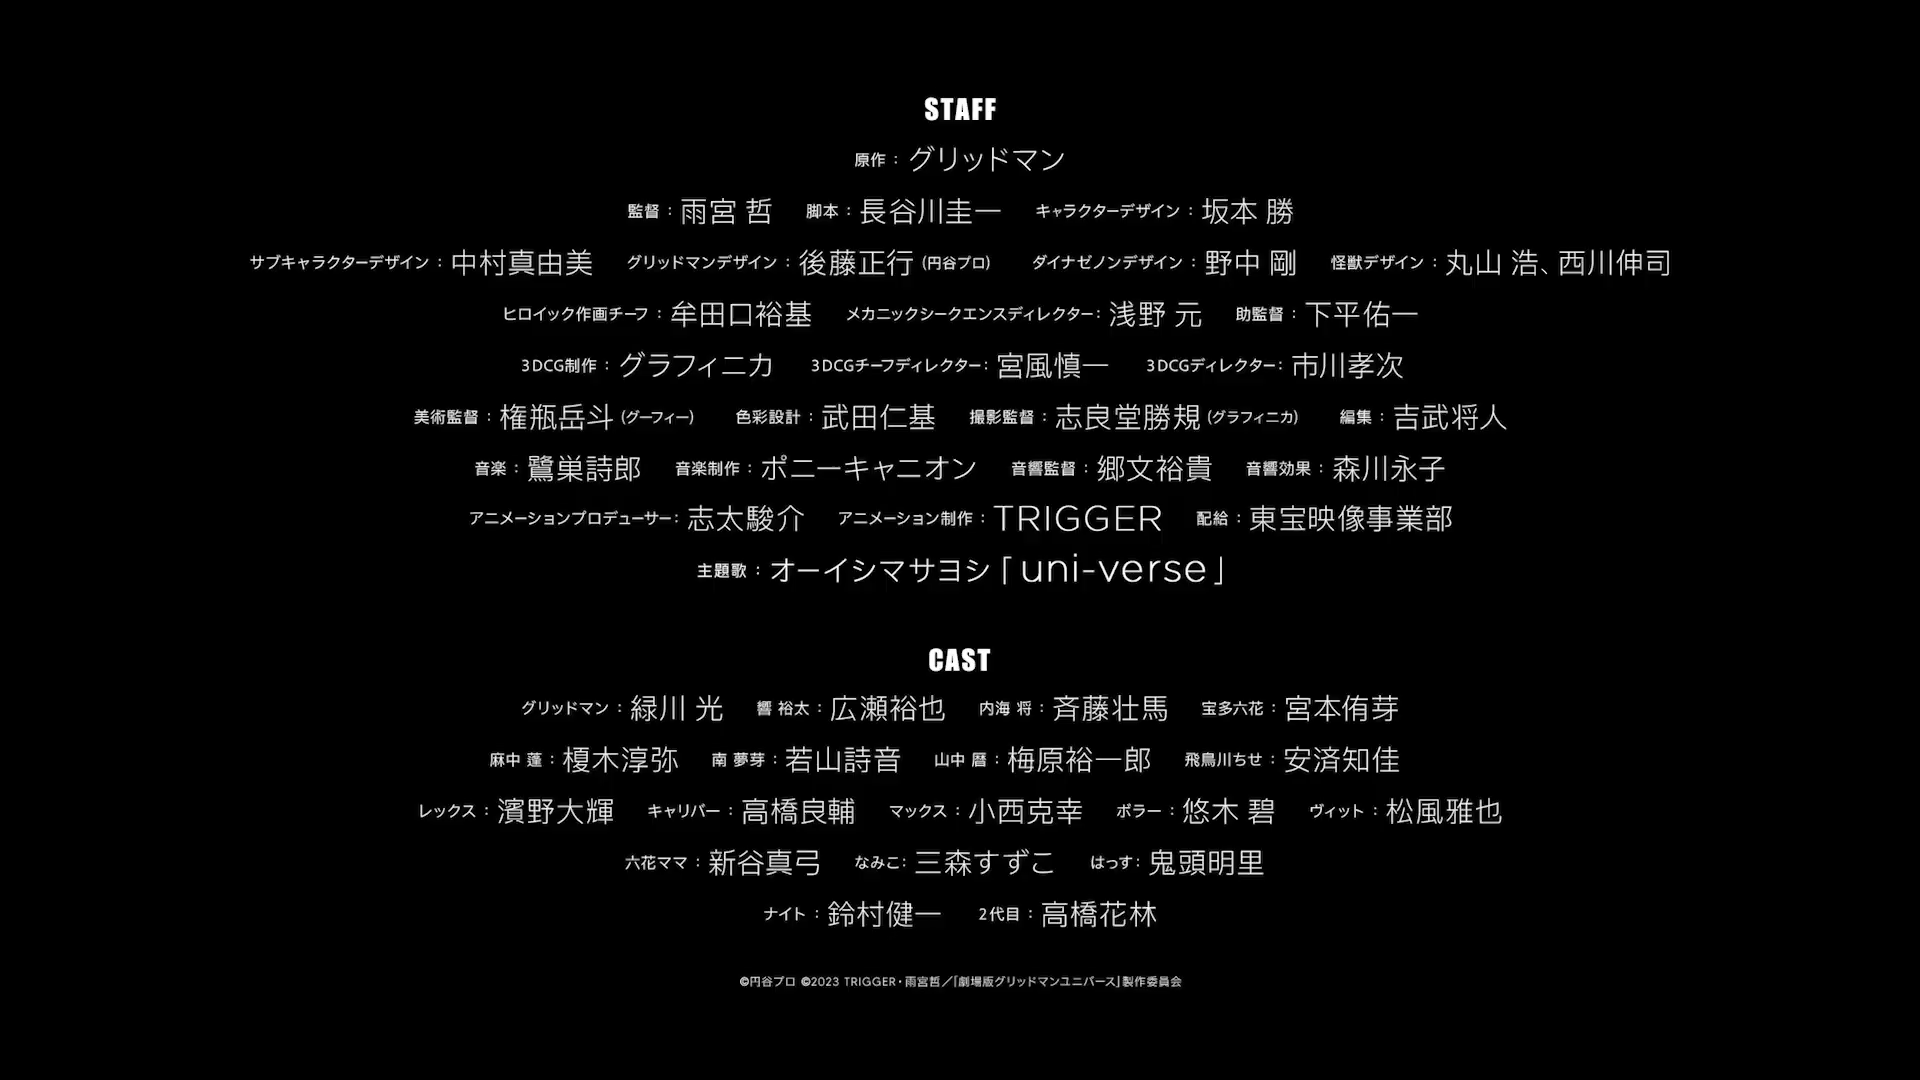 STAFF
原作：グリッドマン
監督：雨宮 哲 脚本：長谷川圭一 キャラクターデザイン：坂本 勝
サブキャラクターデザイン：中村真由美 グリッドマンデザイン：後藤正行(円谷プロ) ダイナゼノンデザイン：野中 剛 怪獣デザイン：丸山 浩、西川伸司
ヒロイック作画チーフ：牟田口裕基 メカニックシークエンスディレクター：浅野 元 助監督：下平佑一
3DCG制作：グラフィニカ 3DCGチーフディレクター：宮風慎一 3DCGディレクター：市川孝次
美術監督：権瓶岳斗(グーフィー) 色彩設計：武田仁基 撮影監督：志良堂勝規(グラフィニカ) 編集：吉武将人
音楽：鷺巣詩郎 音楽制作：ポニーキャニオン 音響監督：郷文裕貴 音響効果：森川永子
アニメーションプロデューサー：志太駿介 アニメーション制作：TRIGGER 配給：東宝映像事業部
主題歌：オーイシマサヨシ「uni-verse」
CAST
グリッドマン：緑川 光 響 裕太：広瀬裕也 内海 将：斉藤壮馬 宝多六花：宮本侑芽
麻中 蓬：榎木淳弥 南 夢芽：若山詩音 山中 暦：梅原裕一郎 飛鳥川ちせ：安済知佳
レックス：濱野大輝 キャリバー：高橋良輔 マックス：小西克幸 ボラー：悠木 碧 ヴィット：松風雅也
六花ママ：新谷真弓 なみこ：三森すずこ はっす：鬼頭明里
ナイト：鈴村健一 2代目：高橋花林
©円谷プロ ©2023 TRIGGER・雨宮哲／「劇場版グリッドマンユニバース」製作委員会